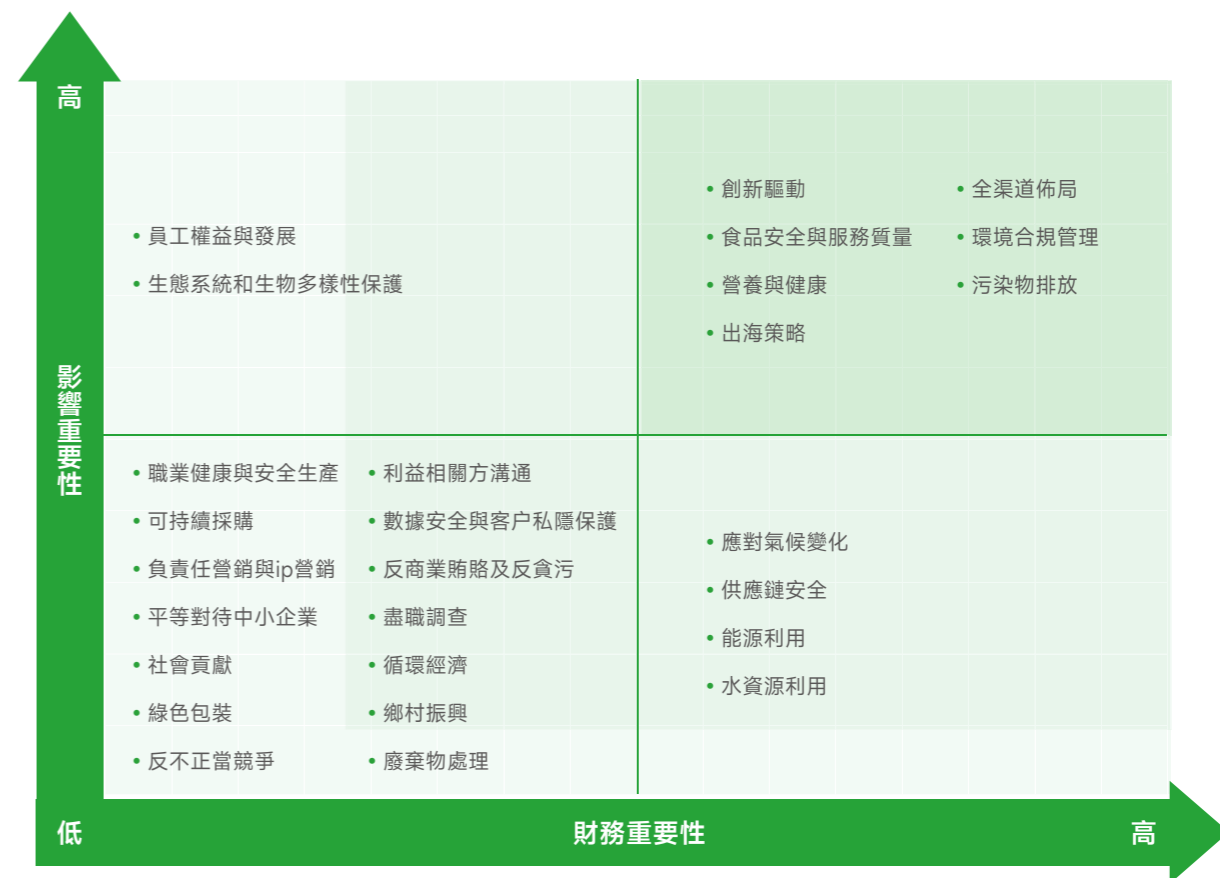 高
影響重要性
• 員工權益與發展
• 生態系統和生物多樣性保護
• 創新驅動
• 食品安全與服務質量
• 營養與健康
• 出海策略
• 全渠道佈局
• 環境合規管理
• 污染物排放
• 職業健康與安全生產
• 可持續採購
• 負責任營銷與ip營銷
• 平等對待中小企業
• 社會貢獻
• 綠色包裝
• 反不正當競爭
• 利益相關方溝通
• 數據安全與客户私隱保護
• 反商業賄賂及反貪污
• 盡職調查
• 循環經濟
• 鄉村振興
• 廢棄物處理
• 應對氣候變化
• 供應鏈安全
• 能源利用
• 水資源利用
低
財務重要性
高